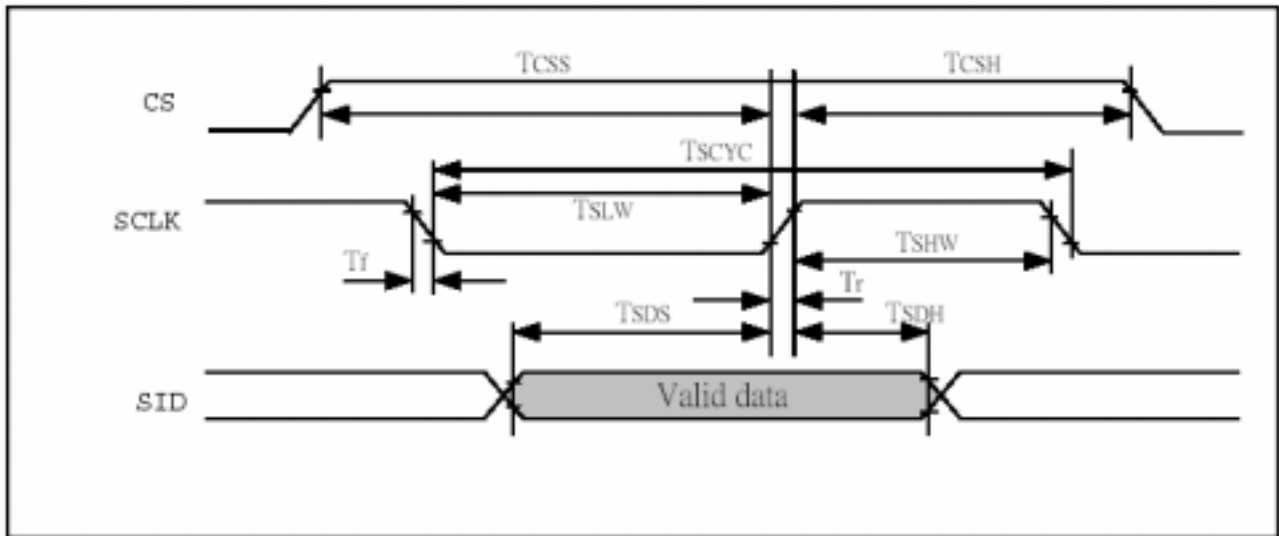 TCSS
TCSH
CS
TSCYC
TSLW
SCLK
TSHW
Tf
Tr
TSDS
TSDH
SID
Valid data